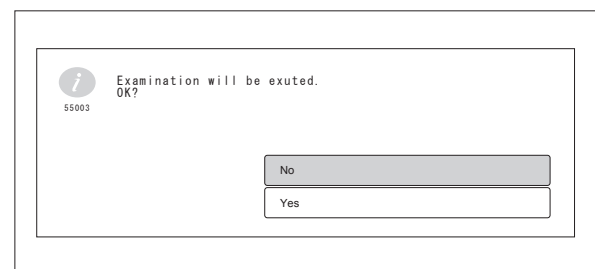 Examination will be exuted.
OK?
i
55003
No
Yes